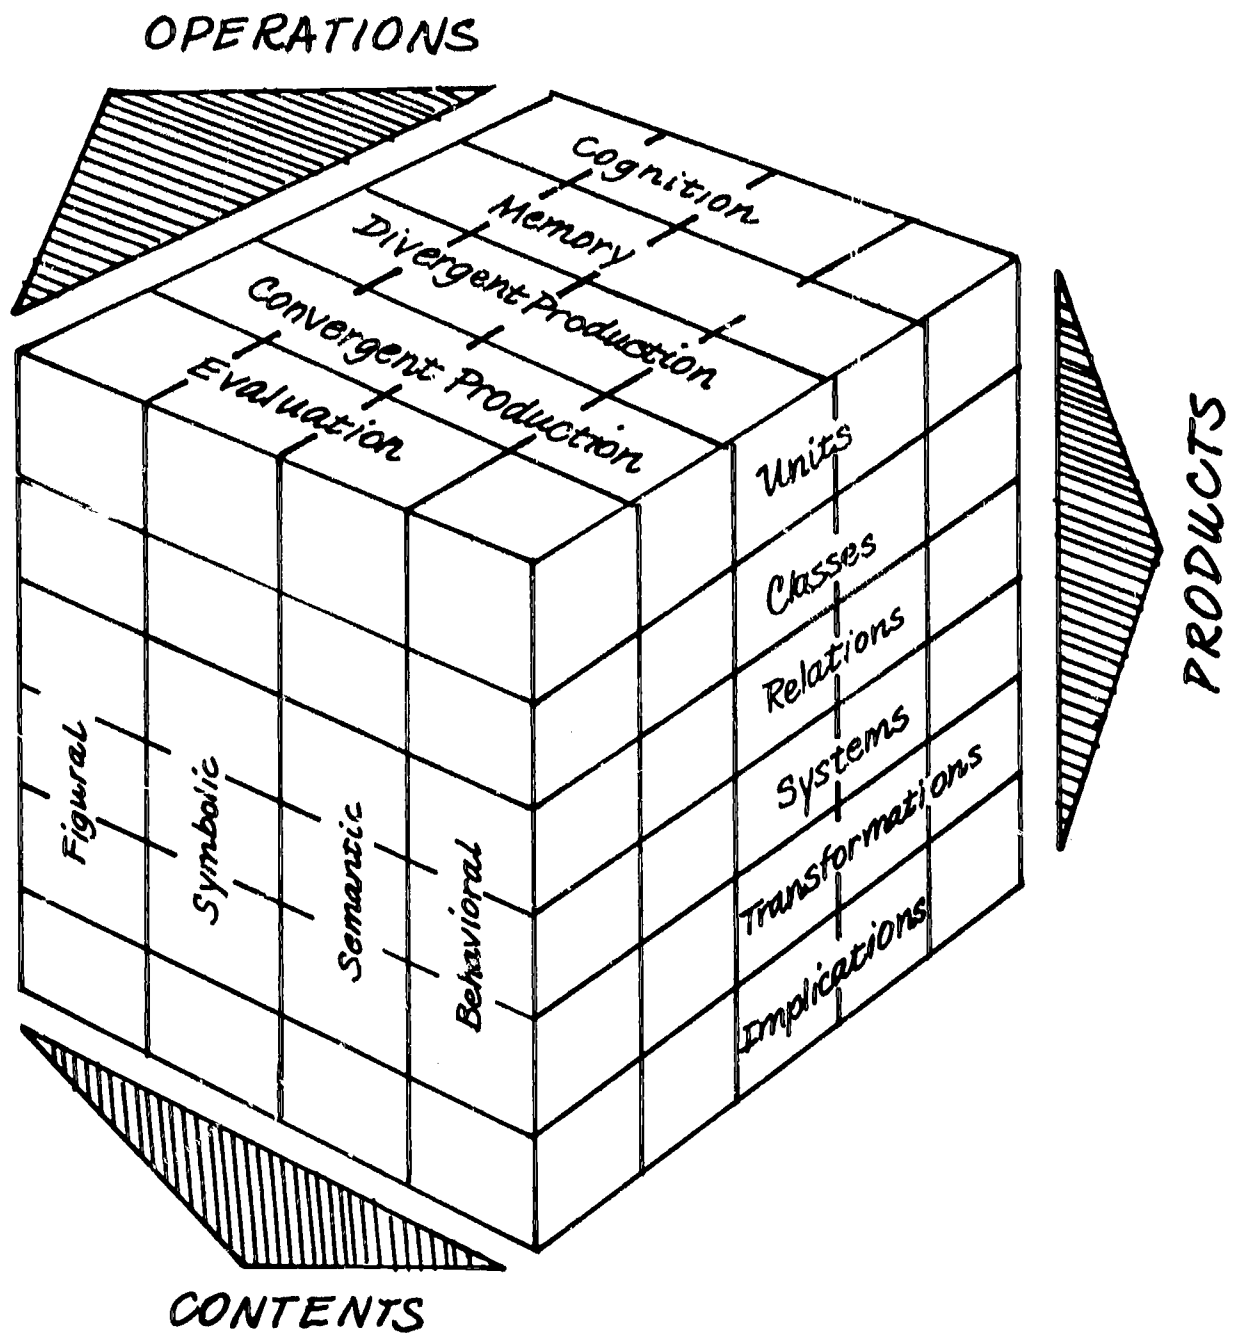 OPERATIONS
Cognition
Memory
Divergent Production
Convergent Production
Evaluation
Units
Classes
Relations
Systems
Transformations
Implications
PRODUCTS
Figural
Symboic
Semantic
Behavioral
CONTENTS